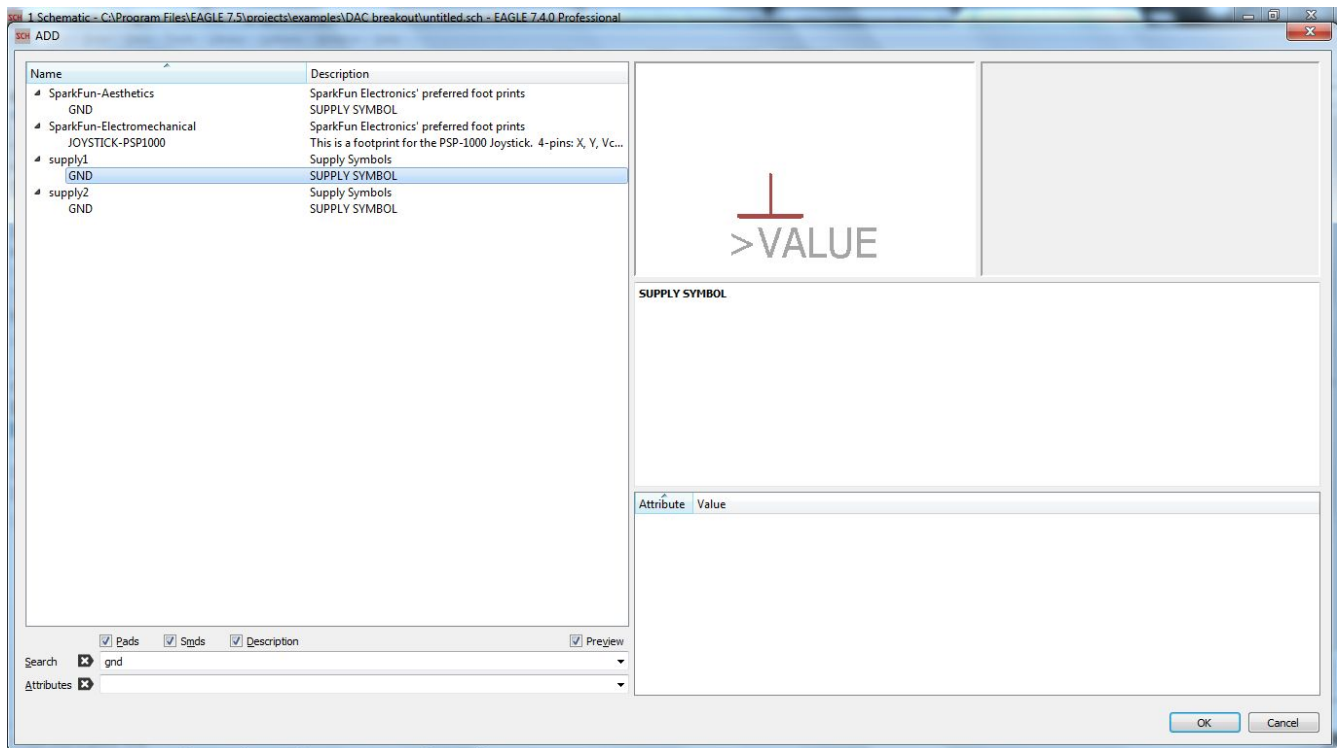 1 Schematic - C:\Program Files\EAGLE 7.5\projects\examples\DAC breakout\untitled.sch - EAGLE 7.4.0 Professional
SCH ADD
Name Description
SparkFun-Aesthetics SparkFun Electronics' preferred foot prints
GND SUPPLY SYMBOL
SparkFun-Electromechanical SparkFun Electronics' preferred foot prints
JOYSTICK-PSP1000 This is a footprint for the PSP-1000 Joystick. 4-pins: X, Y, Vc...
supply1 Supply Symbols
GND SUPPLY SYMBOL
supply2 Supply Symbols
GND SUPPLY SYMBOL
>VALUE
SUPPLY SYMBOL
Attribute Value
Pads Smds Description Preview
Search gnd
Attributes
OK Cancel